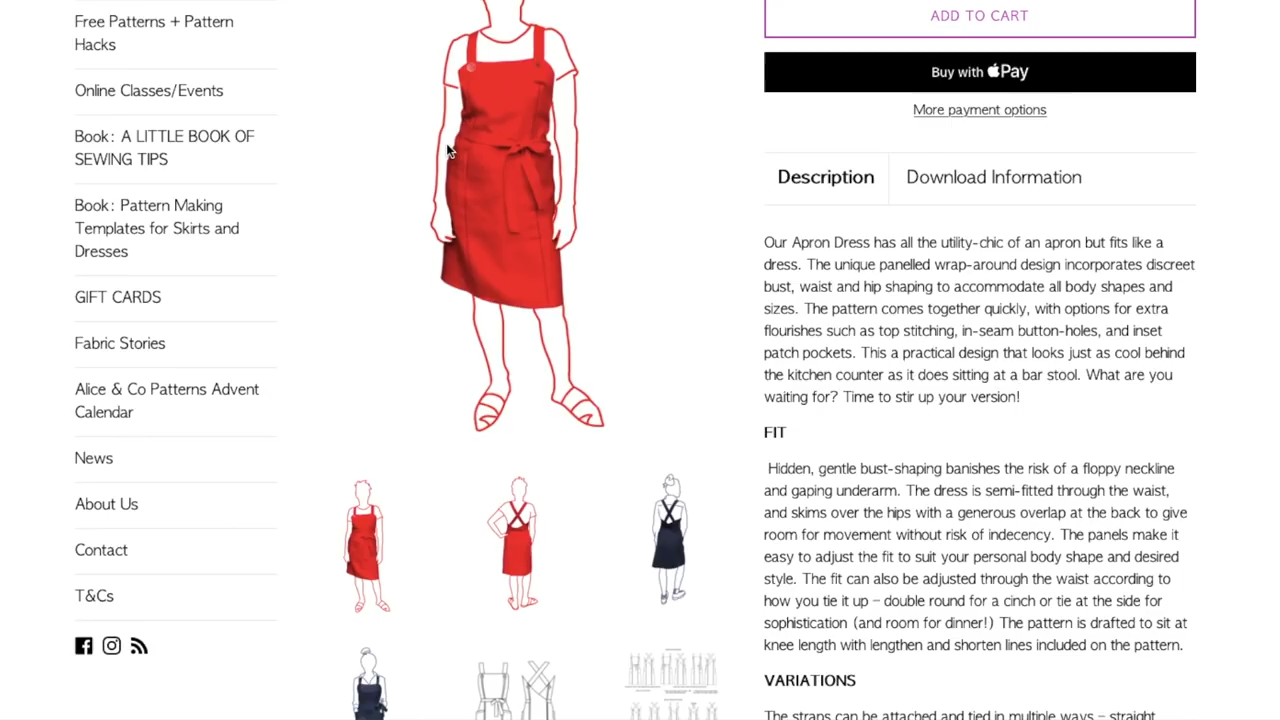 Free Patterns + Pattern
Hacks
Online Classes/Events
Book: A LITTLE BOOK OF
SEWING TIPS
Book: Pattern Making
Templates for Skirts and
Dresses
GIFT CARDS
Fabric Stories
Alice & Co Patterns Advent
Calendar
News
About Us
Contact
T&Cs
ADD TO CART
Buy with Pay
More payment options
Description
Download Information
Our Apron Dress has all the utility-chic of an apron but fits like a
dress. The unique panelled wrap-around design incorporates discreet
bust, waist and hip shaping to accommodate all body shapes and
sizes. The pattern comes together quickly, with options for extra
flourishes such as top stitching, in-seam button-holes, and inset
patch pockets. This a practical design that looks just as cool behind
the kitchen counter as it does sitting at a bar stool. What are you
waiting for? Time to stir up your version!
FIT
Hidden, gentle bust-shaping banishes the risk of a floppy neckline
and gaping underarm. The dress is semi-fitted through the waist,
and skims over the hips with a generous overlap at the back to give
room for movement without risk of indecency. The panels make it
easy to adjust the fit to suit your personal body shape and desired
style. The fit can also be adjusted through the waist according to
how you tie it up – double round for a cinch or tie at the side for
sophistication (and room for dinner!) The pattern is drafted to sit at
knee length with lengthen and shorten lines included on the pattern.
VARIATIONS
The straps can be attached and tied in multiple ways – straight